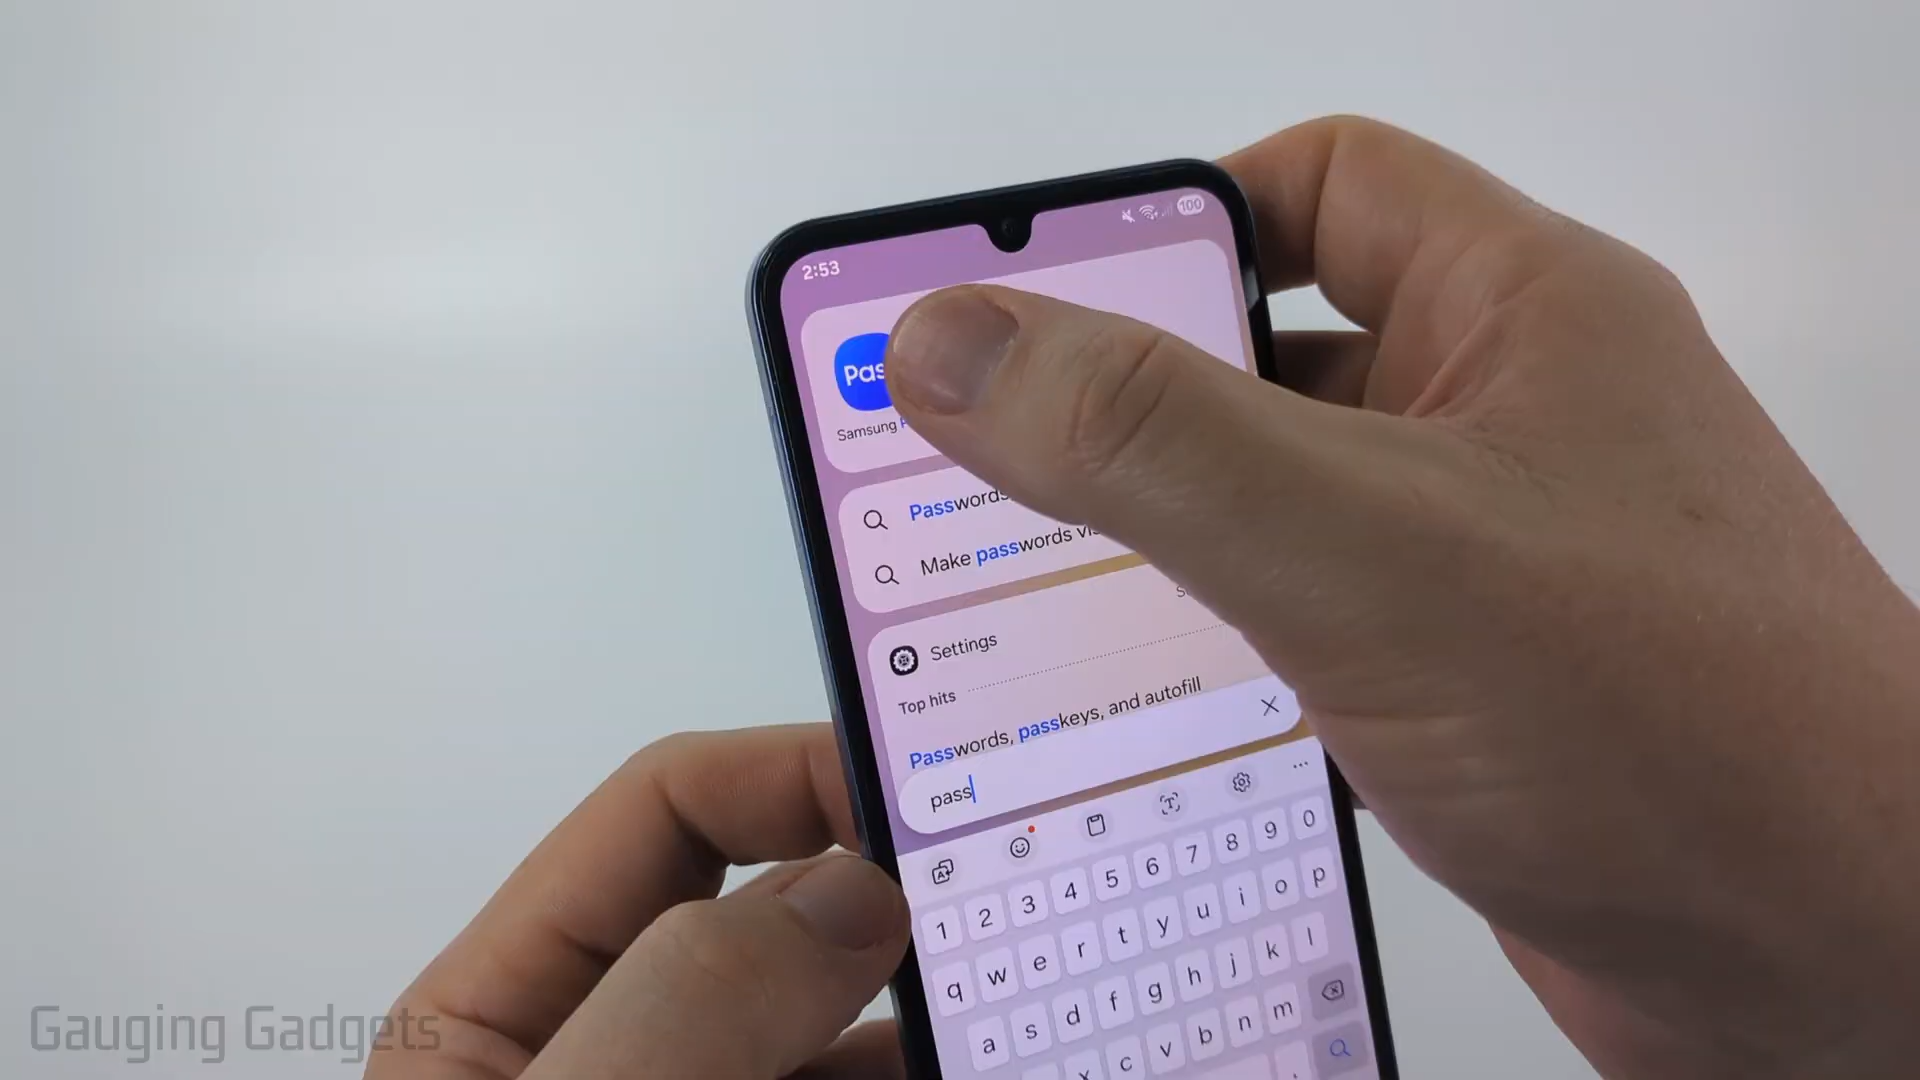 2:53
100
Pas
Samsung
Passwords,
Make passwords
Settings
Top hits
Passwords, passkeys, and autofill
pass
1 2 3 4 5 6 7 8 9 0
q w e r t y u i o p
a s d f g h j k l
x c v b n m
Gauging Gadgets